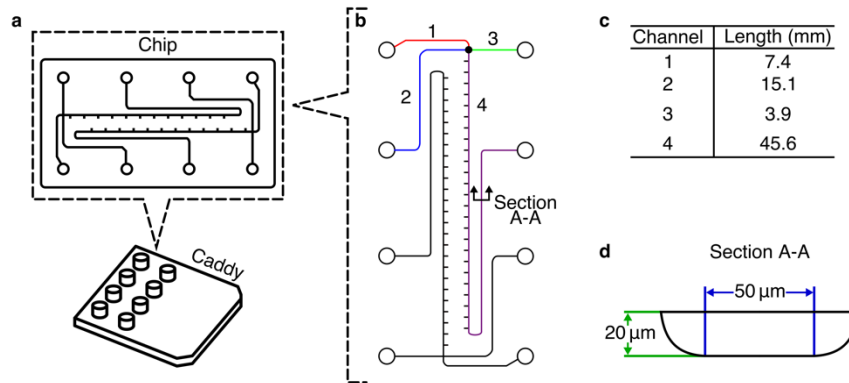 a
Chip
Caddy
b
1
2
3
4
Section
A-A
c
Channel Length (mm)
1 7.4
2 15.1
3 3.9
4 45.6
d
Section A-A
50 µm
20 µm